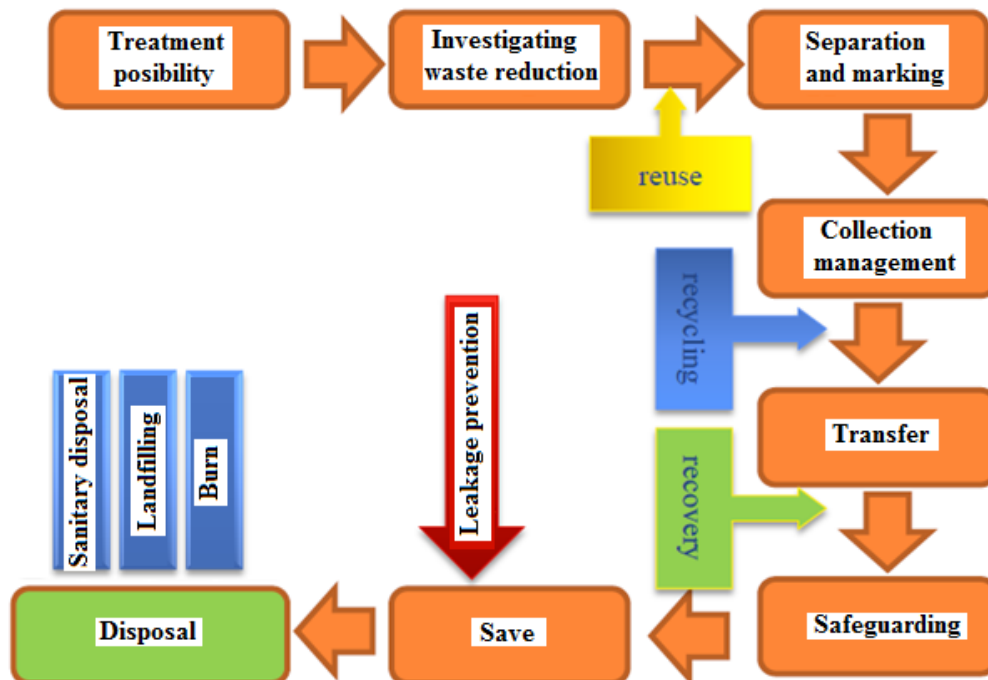 Treatment
posibility
Investigating
waste reduction
Separation
and marking
reuse
Collection
management
recycling
Leakage prevention
Sanitary disposal
Landfilling
Burn
Transfer
recovery
Disposal
Save
Safeguarding